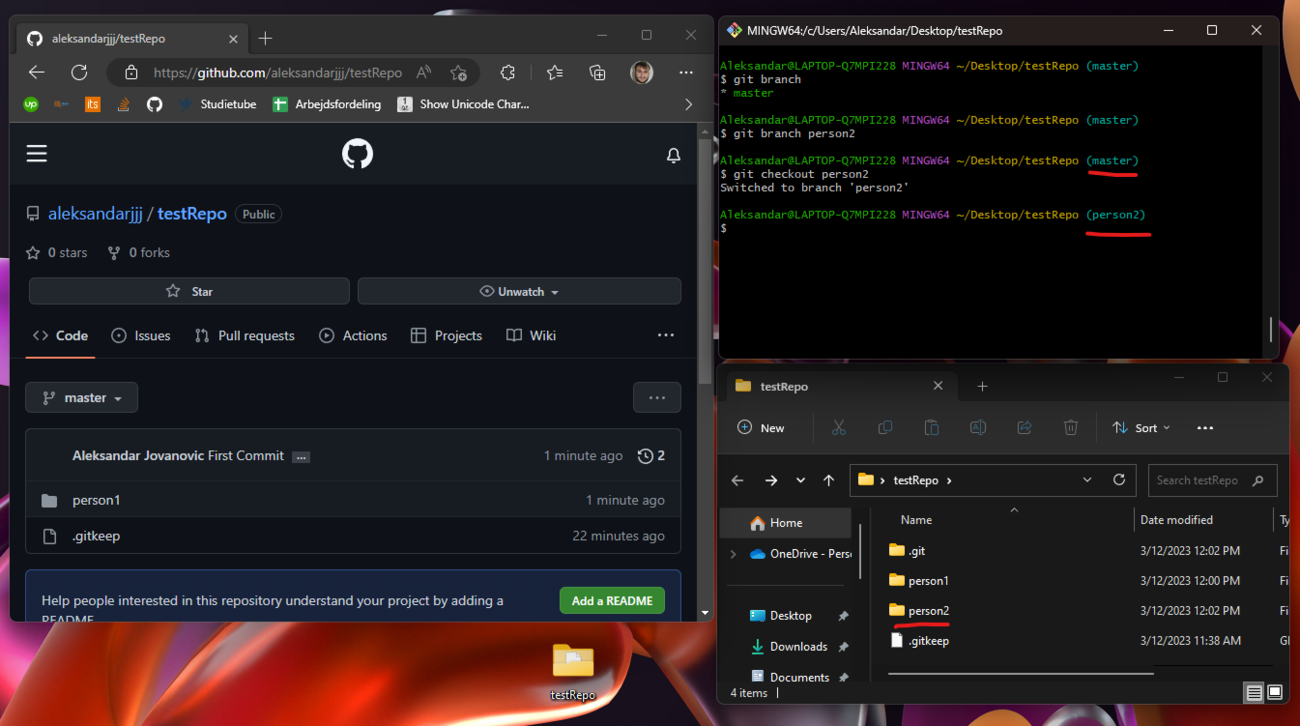 aleksandarjjj/testRepo
https://github.com/aleksandarjjj/testRepo
up
its
Studietube
Arbejdsfordeling
Show Unicode Char...
aleksandarjjj / testRepo Public
0 stars 0 forks
Star Unwatch
Code Issues Pull requests Actions Projects Wiki
master
Aleksandar Jovanovic First Commit ... 1 minute ago 2
person1 1 minute ago
.gitkeep 22 minutes ago
Help people interested in this repository understand your project by adding a
README.
Add a README
testRepo
MINGW64:/c/Users/Aleksandar/Desktop/testRepo
Aleksandar@LAPTOP-Q7MPI228 MINGW64 ~/Desktop/testRepo (master)
$ git branch
* master
Aleksandar@LAPTOP-Q7MPI228 MINGW64 ~/Desktop/testRepo (master)
$ git branch person2
Aleksandar@LAPTOP-Q7MPI228 MINGW64 ~/Desktop/testRepo (master)
$ git checkout person2
Switched to branch 'person2'
Aleksandar@LAPTOP-Q7MPI228 MINGW64 ~/Desktop/testRepo (person2)
$
testRepo
New Sort
testRepo
Search testRepo
Home
OneDrive - Pers
Desktop
Downloads
Documents
Name Date modified Ty
.git 3/12/2023 12:02 PM Fi
person1 3/12/2023 12:00 PM Fi
person2 3/12/2023 12:02 PM Fi
.gitkeep 3/12/2023 11:38 AM GI
4 items